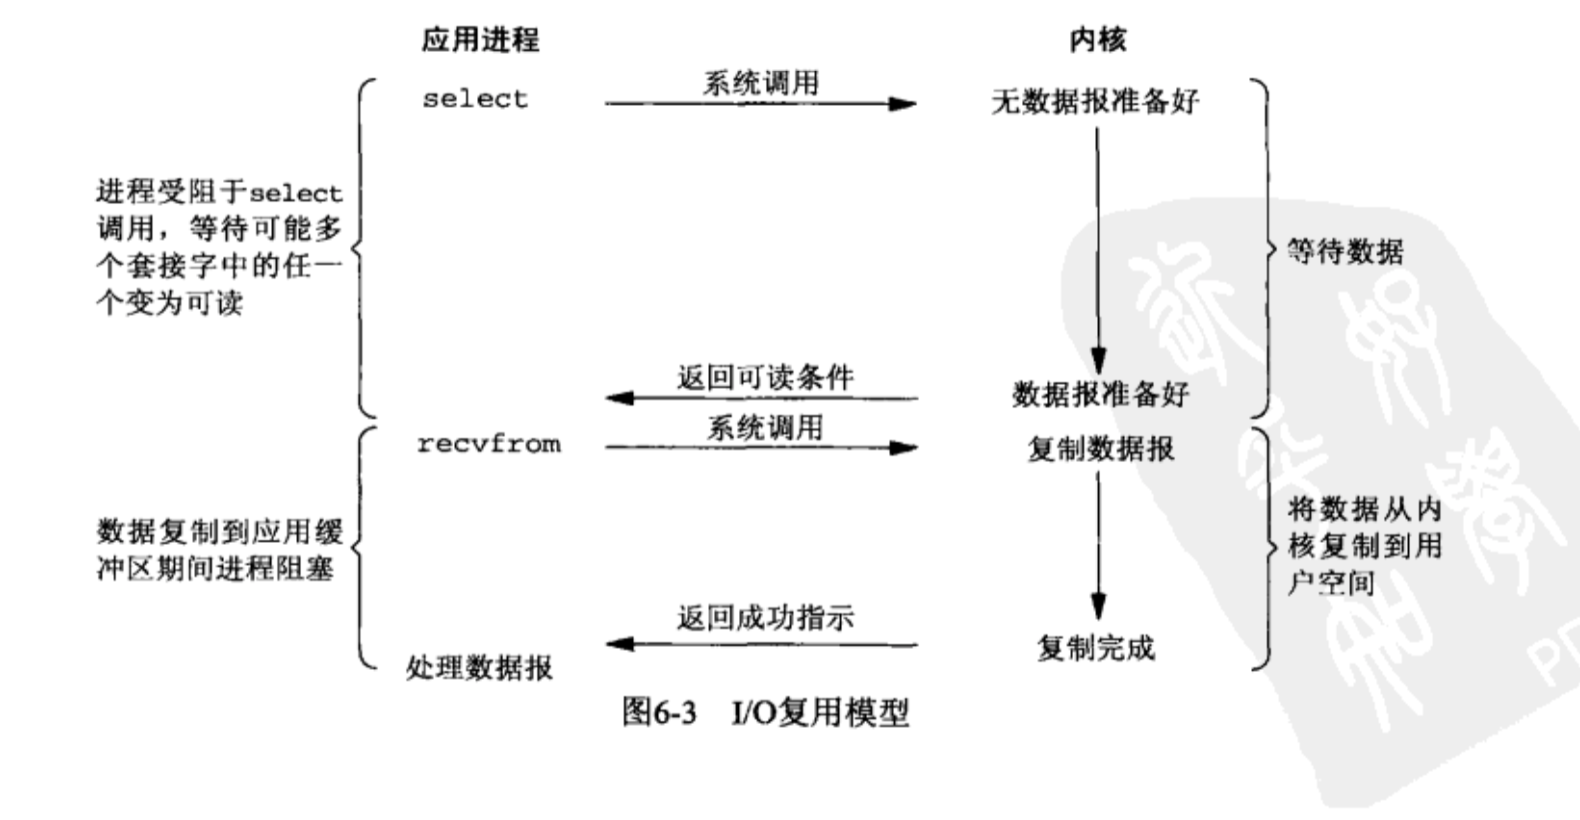 应用进程
内核
select
系统调用
无数据报准备好
进程受阻于select
调用，等待可能多
个套接字中的任一
个变为可读
等待数据
返回可读条件
数据报准备好
recvfrom
系统调用
复制数据报
数据复制到应用缓
冲区期间进程阻塞
将数据从内
核复制到用
户空间
返回成功指示
复制完成
处理数据报
图6-3 I/O复用模型